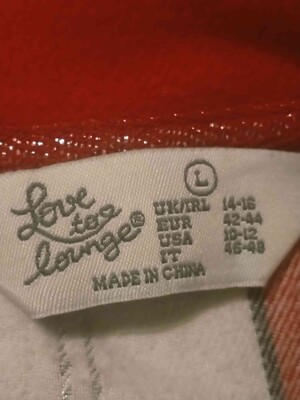 Love
to
lounge®
L
UK/IRL 14-16
EUR 42-44
USA 10-12
IT 46-48
MADE IN CHINA